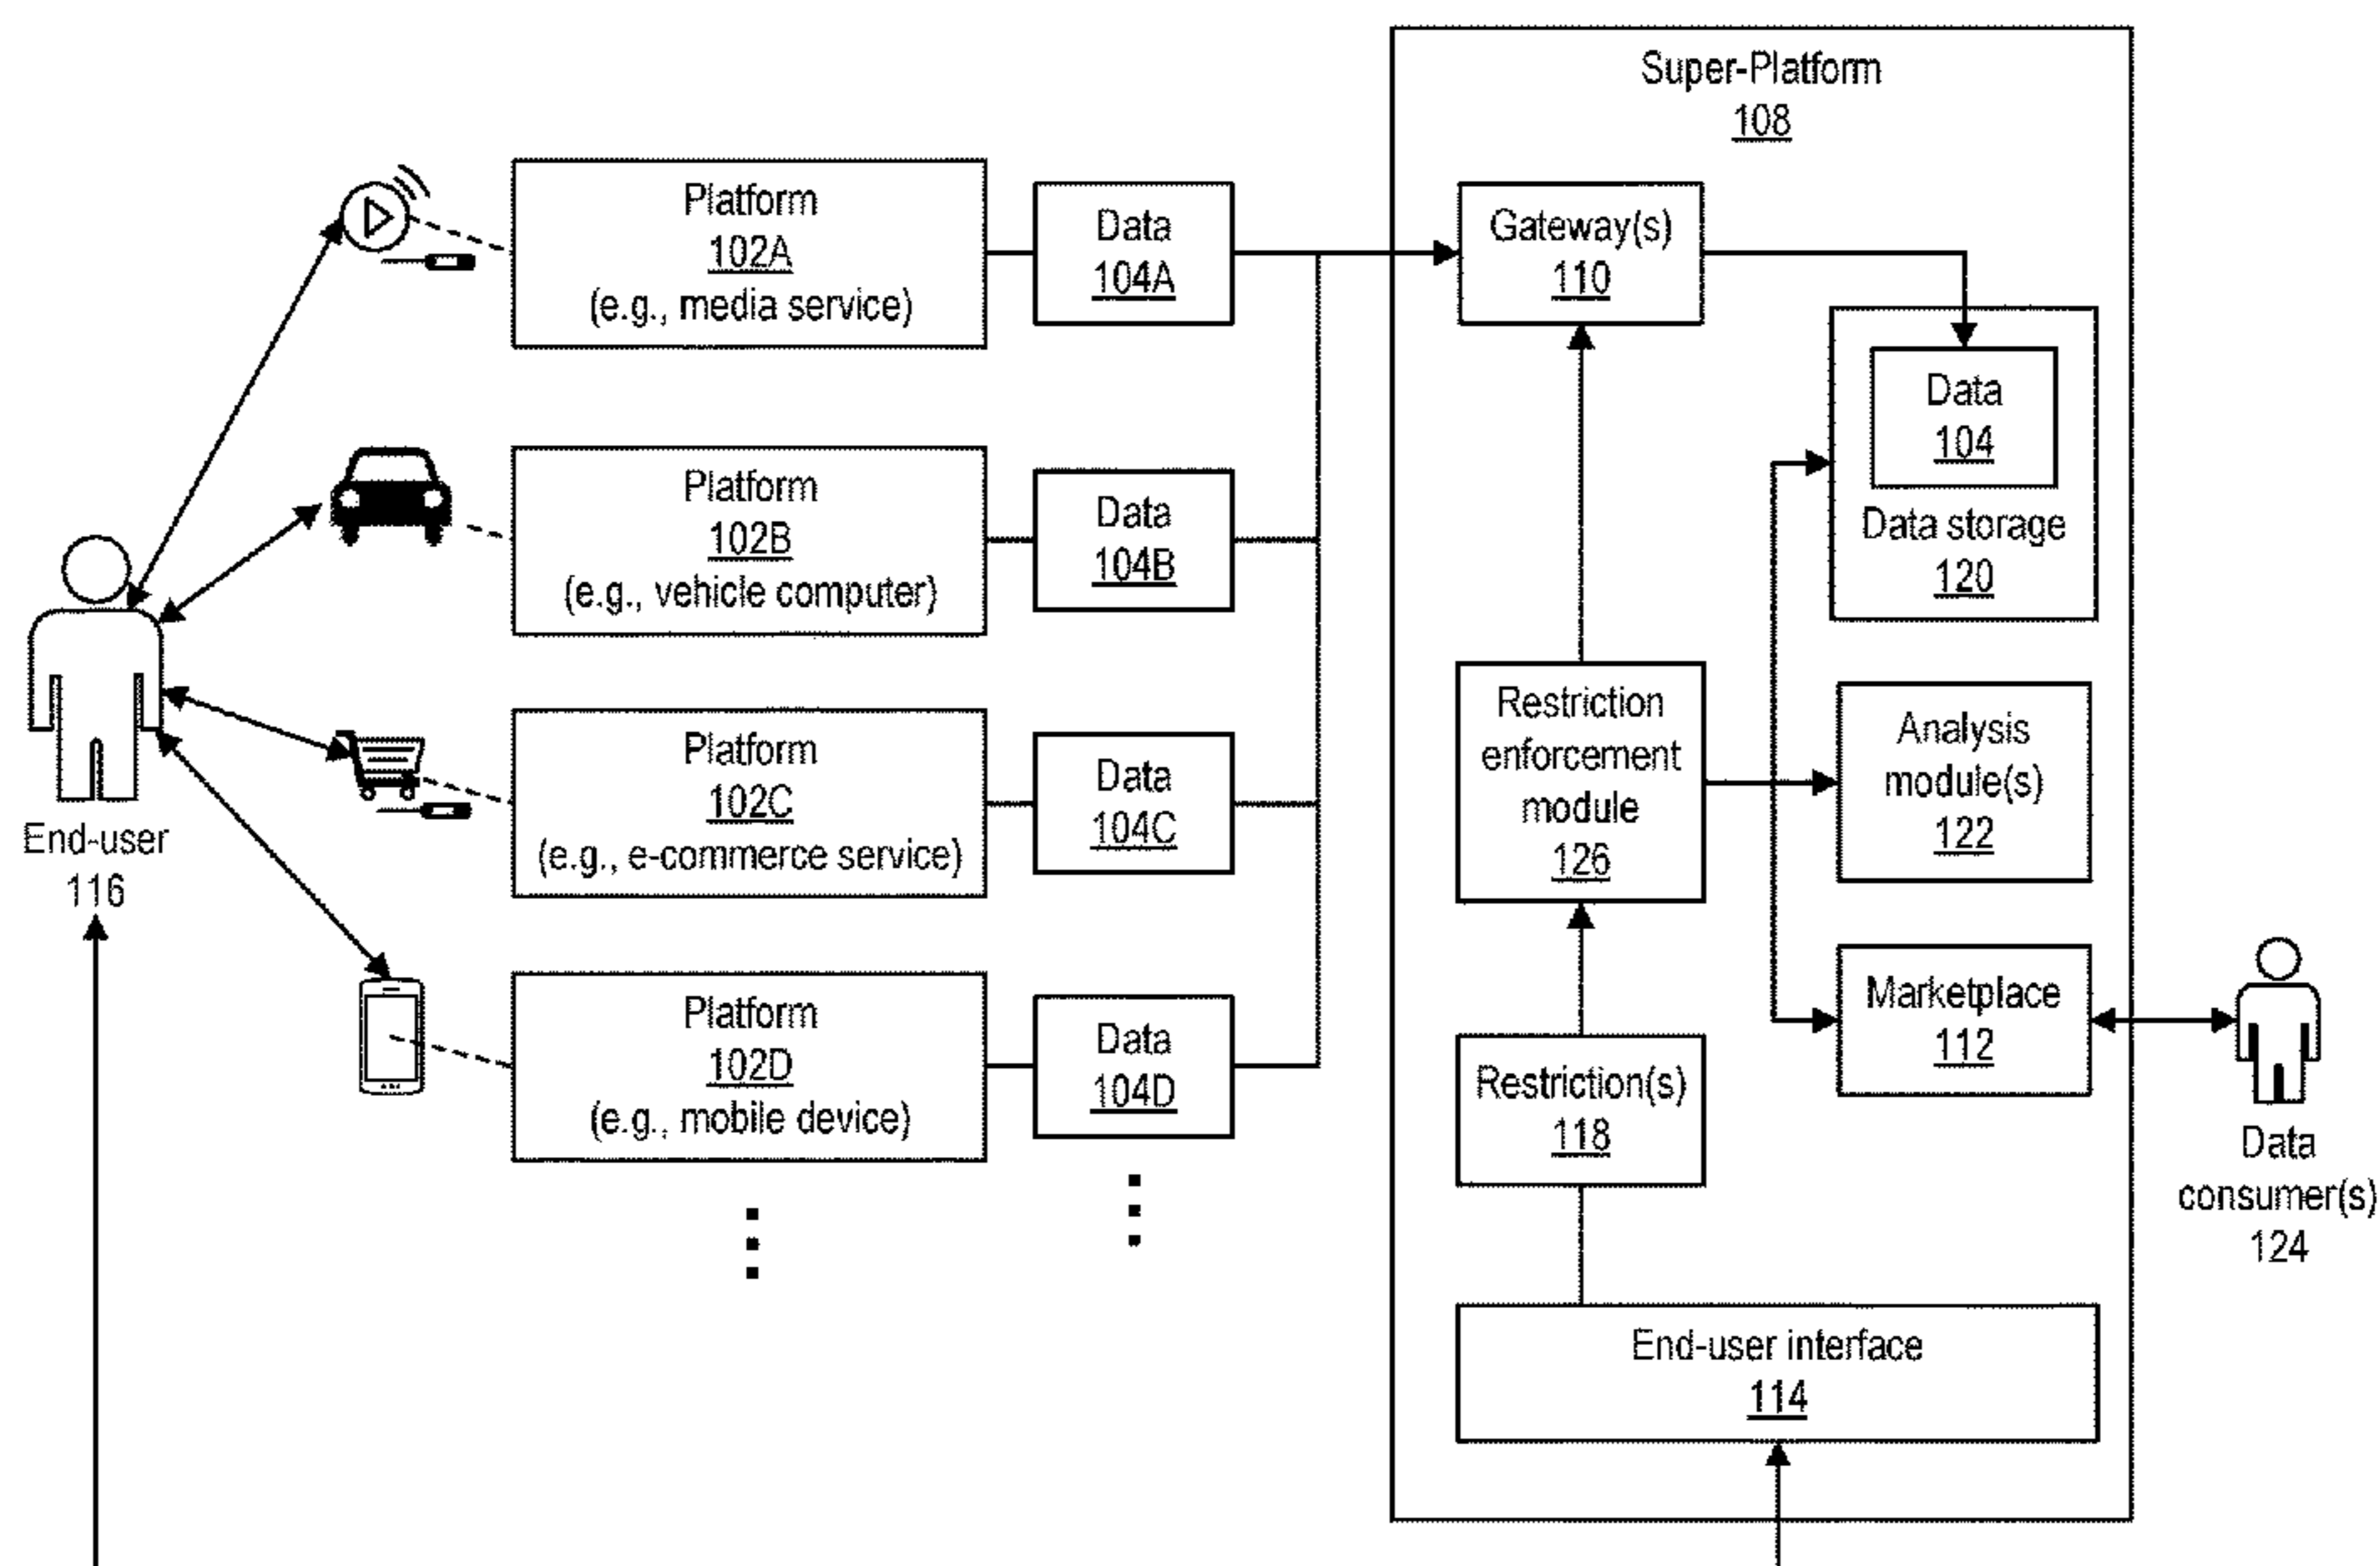 Super-Platform
108
Platform
102A
(e.g., media service)
Data
104A
Gateway(s)
110
Data
104
Data storage
120
Platform
102B
(e.g., vehicle computer)
Data
104B
Restriction
enforcement
module
126
Analysis
module(s)
122
Platform
102C
(e.g., e-commerce service)
Data
104C
End-user
116
Platform
102D
(e.g., mobile device)
Data
104D
Restriction(s)
118
Marketplace
112
Data
consumer(s)
124
End-user interface
114